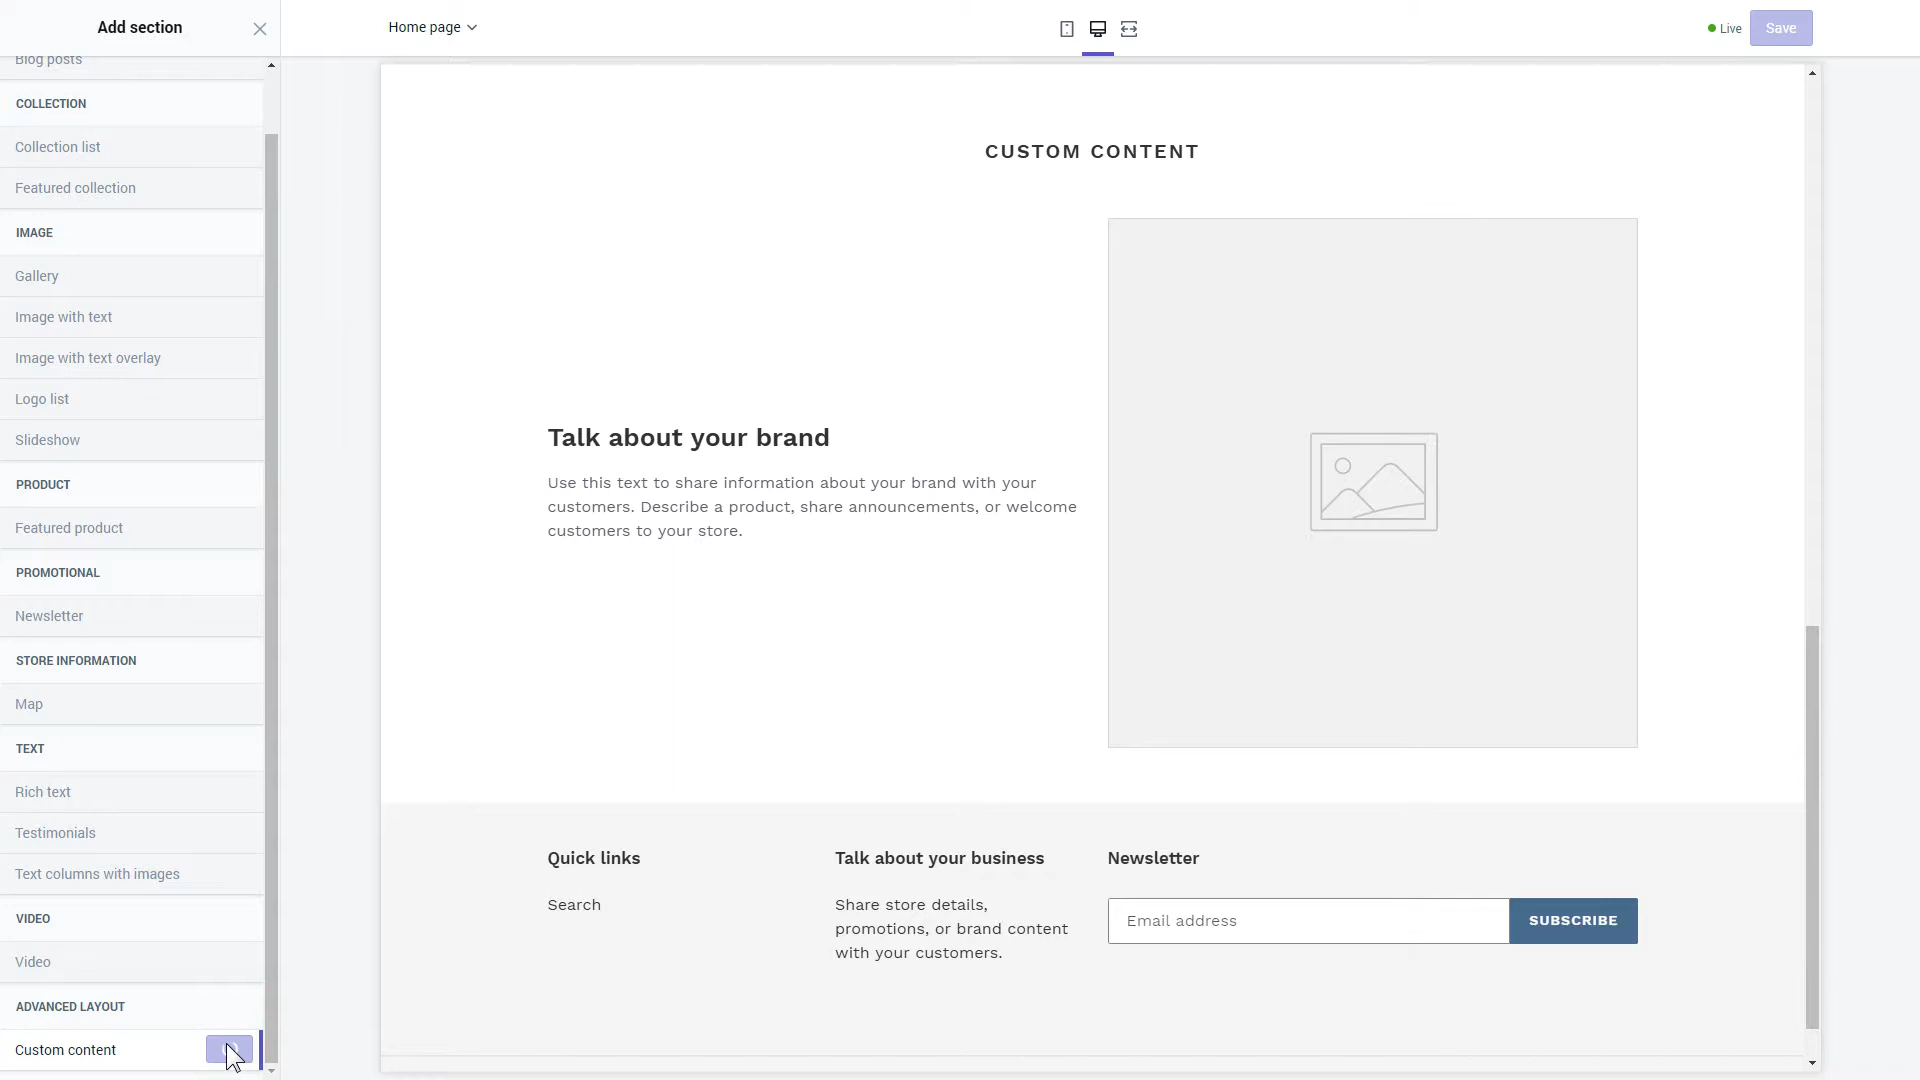 Add section
Home page
Live
Save
Blog posts
COLLECTION
Collection list
Featured collection
IMAGE
Gallery
Image with text
Image with text overlay
Logo list
Slideshow
PRODUCT
Featured product
PROMOTIONAL
Newsletter
STORE INFORMATION
Map
TEXT
Rich text
Testimonials
Text columns with images
VIDEO
Video
ADVANCED LAYOUT
Custom content
CUSTOM CONTENT
Talk about your brand
Use this text to share information about your brand with your
customers. Describe a product, share announcements, or welcome
customers to your store.
Quick links
Search
Talk about your business
Share store details,
promotions, or brand content
with your customers.
Newsletter
Email address
SUBSCRIBE